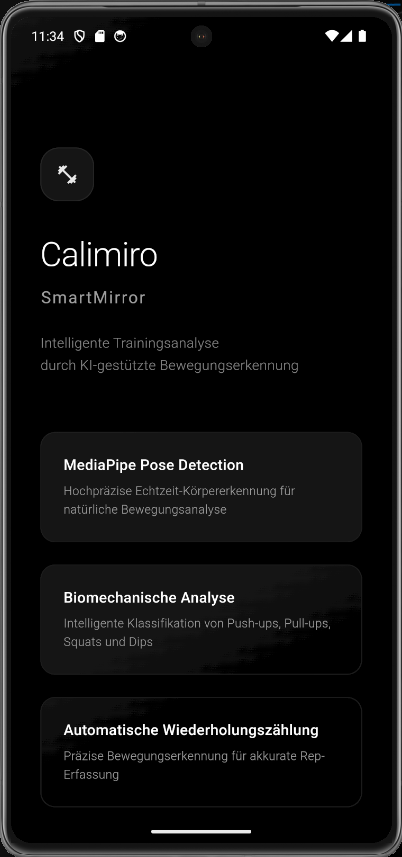 11:34
Calimiro
SmartMirror
Intelligente Trainingsanalyse
durch KI-gestützte Bewegungserkennung
MediaPipe Pose Detection
Hochpräzise Echtzeit-Körpererkennung für
natürliche Bewegungsanalyse
Biomechanische Analyse
Intelligente Klassifikation von Push-ups, Pull-ups,
Squats und Dips
Automatische Wiederholungszählung
Präzise Bewegungserkennung für akkurate Rep-
Erfassung